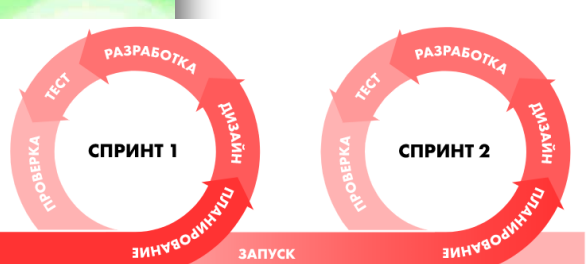 СПРИНТ 1
ПЛАНИРОВАНИЕ
ДИЗАЙН
РАЗРАБОТКА
ТЕСТ
ПРОВЕРКА
ЗАПУСК
СПРИНТ 2
ПЛАНИРОВАНИЕ
ДИЗАЙН
РАЗРАБОТКА
ТЕСТ
ПРОВЕРКА